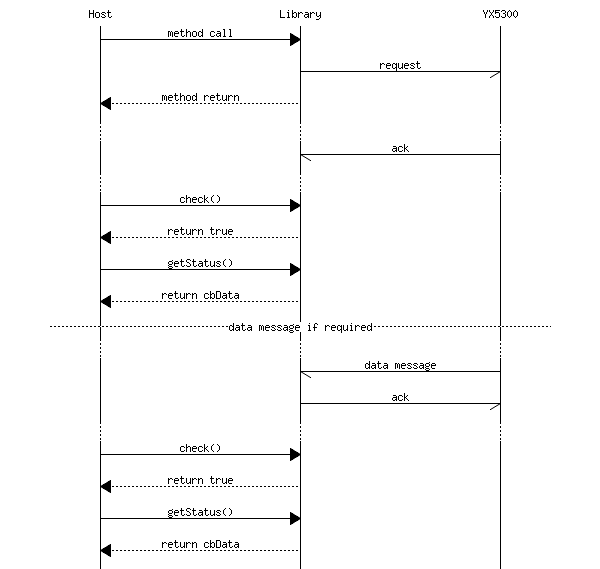 Host Library YX5300
method call
request
method return
ack
check()
return true
getStatus()
return cbData
data message if required
data message
ack
check()
return true
getStatus()
return cbData